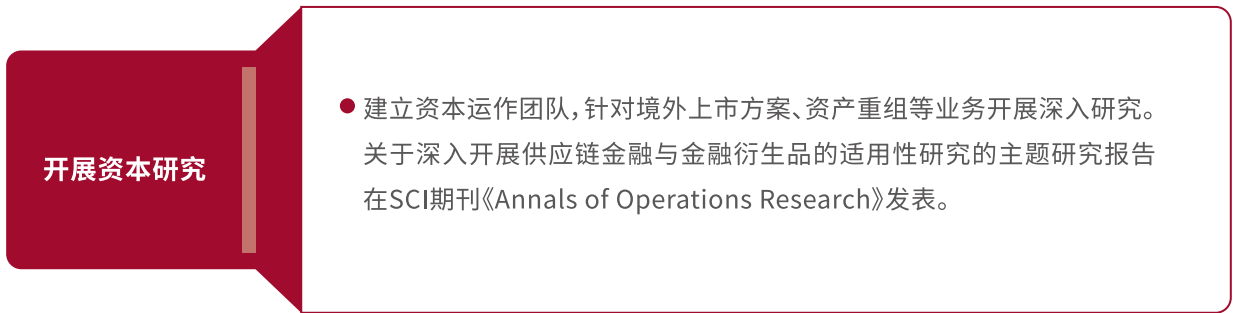 开展资本研究
建立资本运作团队，针对境外上市方案、资产重组等业务开展深入研究。
关于深入开展供应链金融与金融衍生品的适用性研究的主题研究报告
在SCI期刊《Annals of Operations Research》发表。